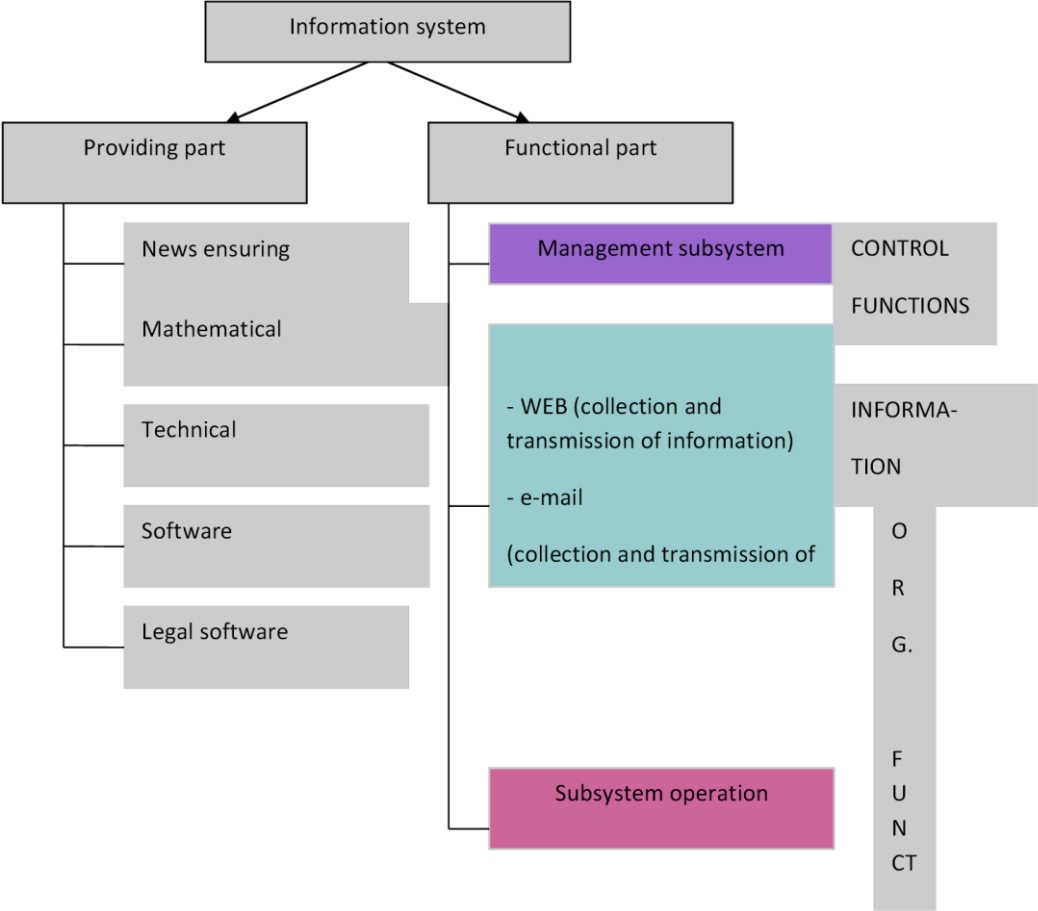 Information system
Providing part
Functional part
News ensuring
Mathematical
Technical
Software
Legal software
Management subsystem
CONTROL
FUNCTIONS
- WEB (collection and
transmission of information)
- e-mail
(collection and transmission of
INFORMA-
TION
O
R
G.
F
U
N
CT
Subsystem operation